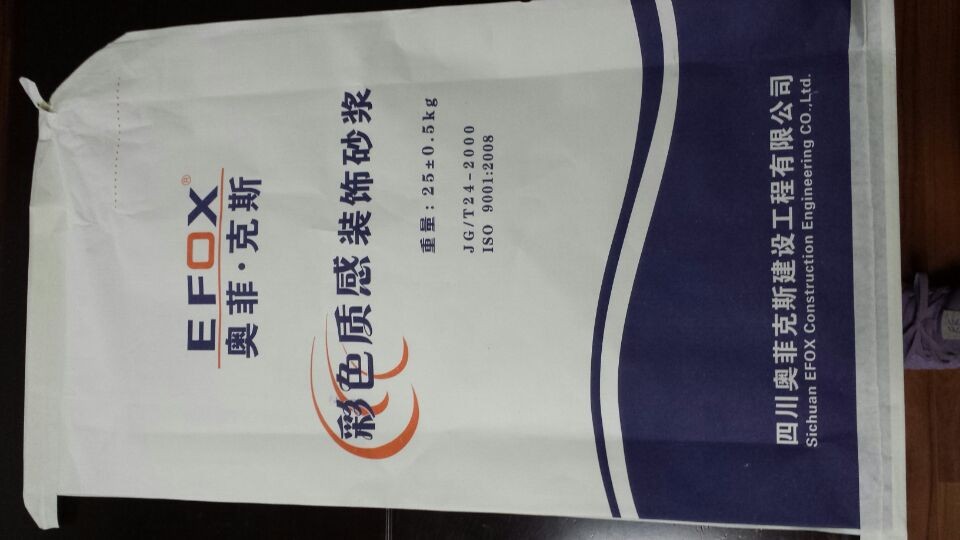 EFOX®
奥菲·克斯
彩色质感装饰砂浆
重量：25±0.5kg
JG/T24-2000
ISO 9001:2008
四川奥菲克斯建设工程有限公司
Sichuan EFOX Construction Engineering CO.,Ltd.